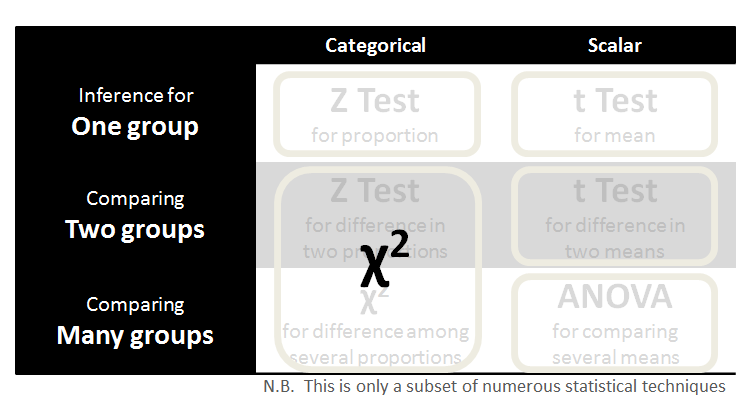 Categorical Scalar
Inference for
One group
Z Test
for proportion
t Test
for mean
Comparing
Two groups
Z Test
for difference in
two proportions
t Test
for difference in
two means
χ²
Comparing
Many groups
χ²
for difference among
several proportions
ANOVA
for comparing
several means
N.B. This is only a subset of numerous statistical techniques